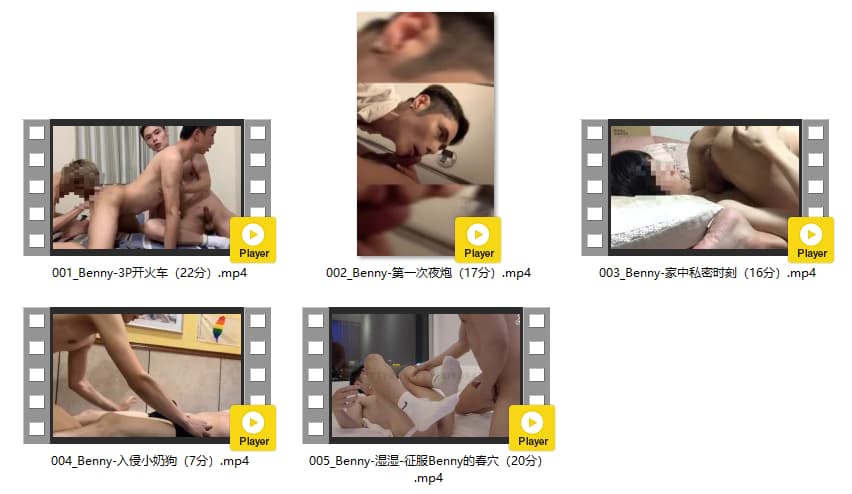 Player
001_Benny-3P开火车（22分）.mp4
Player
002_Benny-第一次夜炮（17分）.mp4
Player
003_Benny-家中私密时刻（16分）.mp4
Player
004_Benny-入侵小奶狗（7分）.mp4
Player
005_Benny-湿湿-征服Benny的春穴（20分）
.mp4